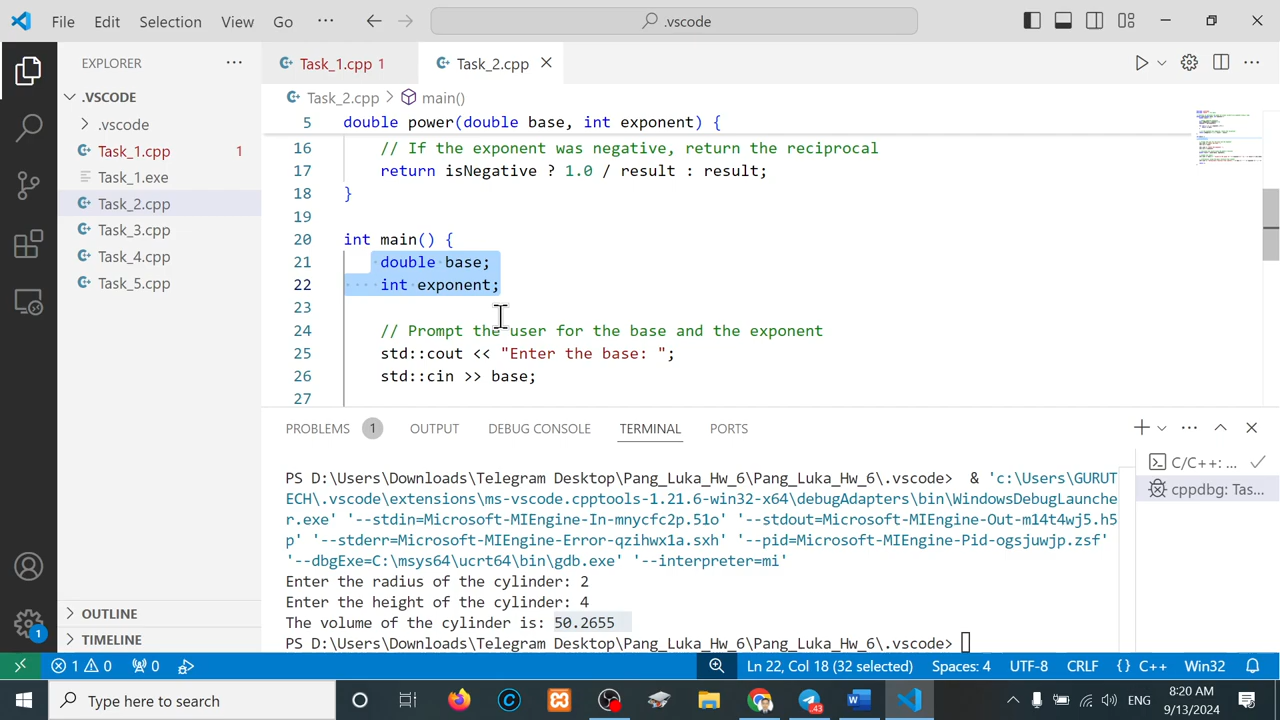 File Edit Selection View Go ··· .vscode
EXPLORER ···
Task_1.cpp 1 Task_2.cpp
.VSCODE
Task_2.cpp > main()
.vscode
Task_1.cpp 1
Task_1.exe
Task_2.cpp
Task_3.cpp
Task_4.cpp
Task_5.cpp
OUTLINE
TIMELINE
5 double power(double base, int exponent) {
16 // If the exponent was negative, return the reciprocal
17 return isNegative ? 1.0 / result : result;
18 }
19
20 int main() {
21 double base;
22 int exponent;
23
24 // Prompt the user for the base and the exponent
25 std::cout << "Enter the base: ";
26 std::cin >> base;
27
PROBLEMS 1 OUTPUT DEBUG CONSOLE TERMINAL PORTS
PS D:\Users\Downloads\Telegram Desktop\Pang_Luka_Hw_6\Pang_Luka_Hw_6\.vscode> & 'c:\Users\GURUT
ECH\.vscode\extensions\ms-vscode.cpptools-1.21.6-win32-x64\debugAdapters\bin\WindowsDebugLaunche
r.exe' '--stdin=Microsoft-MIEngine-In-mnycfc2p.51o' '--stdout=Microsoft-MIEngine-Out-m14t4wj5.h5
p' '--stderr=Microsoft-MIEngine-Error-qzihwx1a.sxh' '--pid=Microsoft-MIEngine-Pid-ogsjuwjp.zsf'
'--dbgExe=C:\msys64\ucrt64\bin\gdb.exe' '--interpreter=mi'
Enter the radius of the cylinder: 2
Enter the height of the cylinder: 4
The volume of the cylinder is: 50.2655
PS D:\Users\Downloads\Telegram Desktop\Pang_Luka_Hw_6\Pang_Luka_Hw_6\.vscode>
C/C++: ...
cppdbg: Tas...
1
1 0 0 Ln 22, Col 18 (32 selected) Spaces: 4 UTF-8 CRLF {} C++ Win32
Type here to search
43
ENG
8:20 AM
9/13/2024